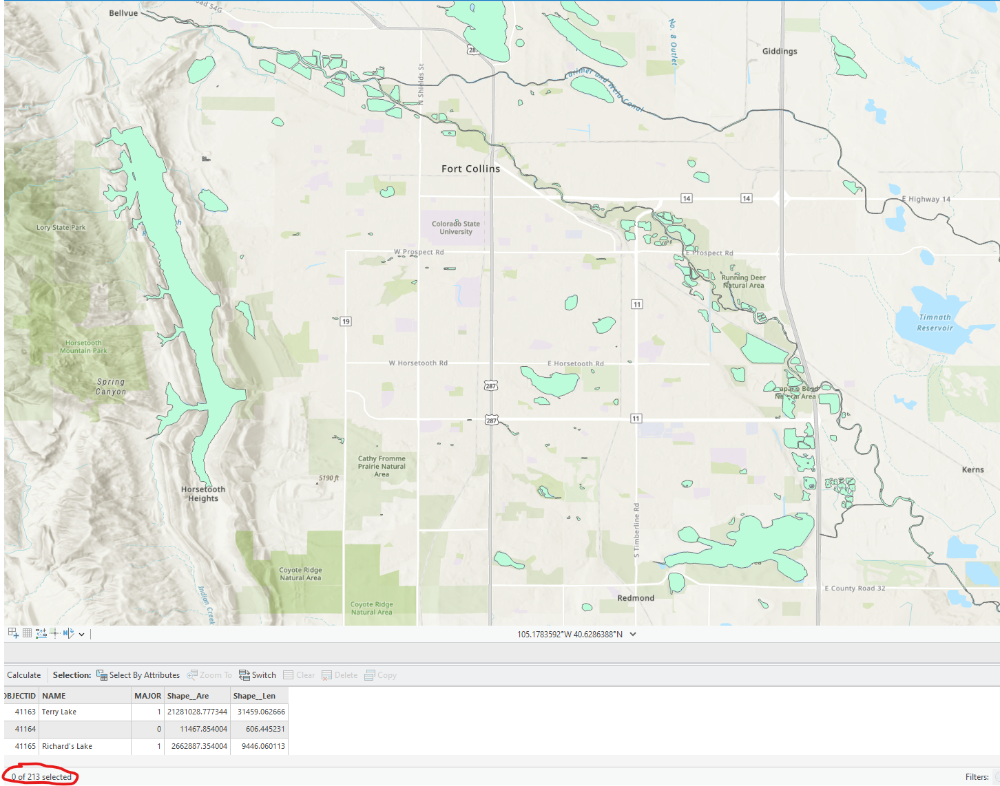 Bellvue
oad 54G
No. 8 Outlet
287
Giddings
Larimer and Weld Canal
N Shields St
Fort Collins
14
14
E Highway 14
Lory State Park
Colorado State
University
W Prospect Rd
E Prospect Rd
Running Deer
Natural Area
11
19
Timnath
Reservoir
Horsetooth
Mountain Park
W Horsetooth Rd
E Horsetooth Rd
Spring
Canyon
287
287
11
Cathy Fromme
Prairie Natural
Area
5190 ft
Kerns
Horsetooth
Heights
S Timberline Rd
Coyote Ridge
Natural Area
Indian Creek
Redmond
E County Road 32
Coyote Ridge
Natural Area
N
105.1783592°W 40.6286388°N
Calculate Selection: Select By Attributes Zoom To Switch Clear Delete Copy
OBJECTID NAME MAJOR Shape__Are Shape__Len
41163 Terry Lake 1 21281028.777344 31459.062666
41164 0 11467.854004 606.445231
41165 Richard's Lake 1 2662887.354004 9446.060113
0 of 213 selected
Filters: